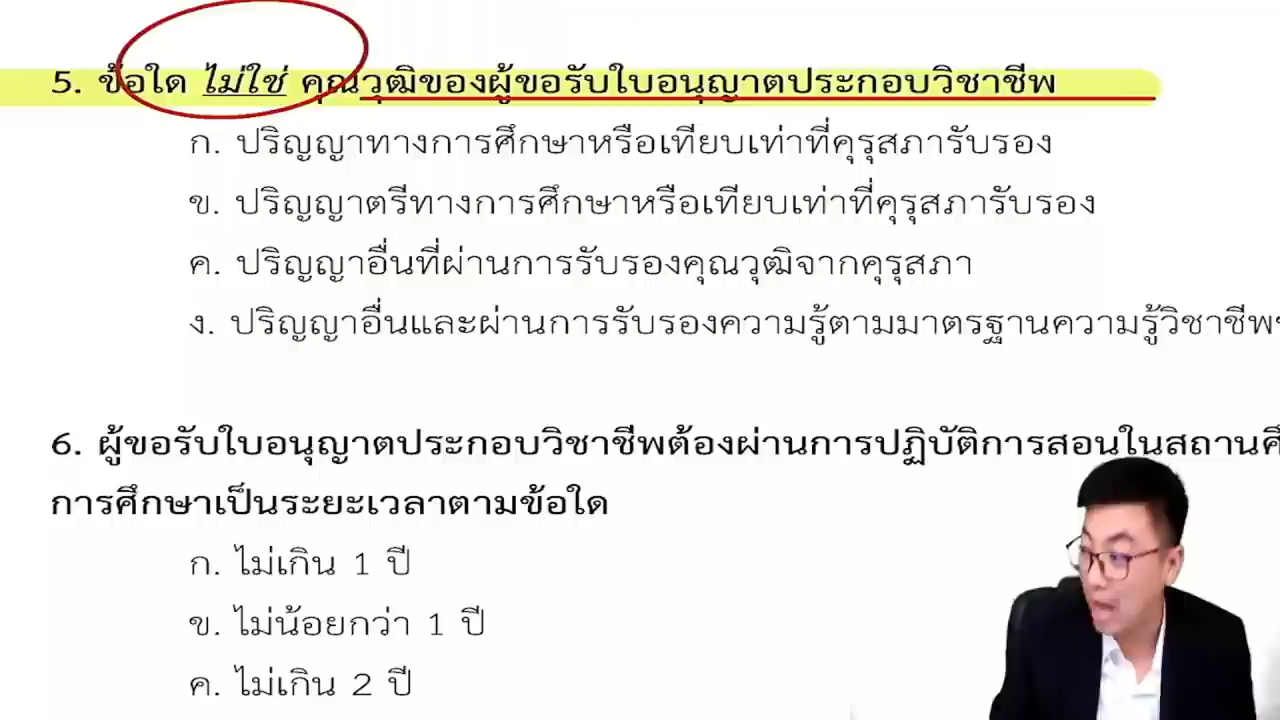 5. ข้อใด ไม่ใช่ คุณวุฒิของผู้ขอรับใบอนุญาตประกอบวิชาชีพ
ก. ปริญญาทางการศึกษาหรือเทียบเท่าที่คุรุสภารับรอง
ข. ปริญญาตรีทางการศึกษาหรือเทียบเท่าที่คุรุสภารับรอง
ค. ปริญญาอื่นที่ผ่านการรับรองคุณวุฒิจากคุรุสภา
ง. ปริญญาอื่นและผ่านการรับรองความรู้ตามมาตรฐานความรู้วิชาชีพ
6. ผู้ขอรับใบอนุญาตประกอบวิชาชีพต้องผ่านการปฏิบัติการสอนใน
การศึกษาเป็นระยะเวลาตามข้อใด
ก. ไม่เกิน 1 ปี
ข. ไม่น้อยกว่า 1 ปี
ค. ไม่เกิน 2 ปี